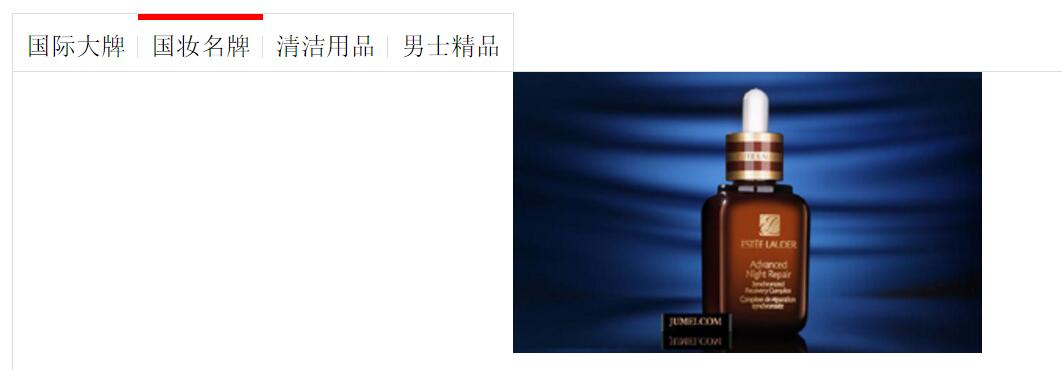 国际大牌 国妆名牌 清洁用品 男士精品
ESTĒE LAUDER
Advanced
Night Repair
Synchronized
Recovery Complex
Complexe de réparation
synchronisée
JUMEI.COM